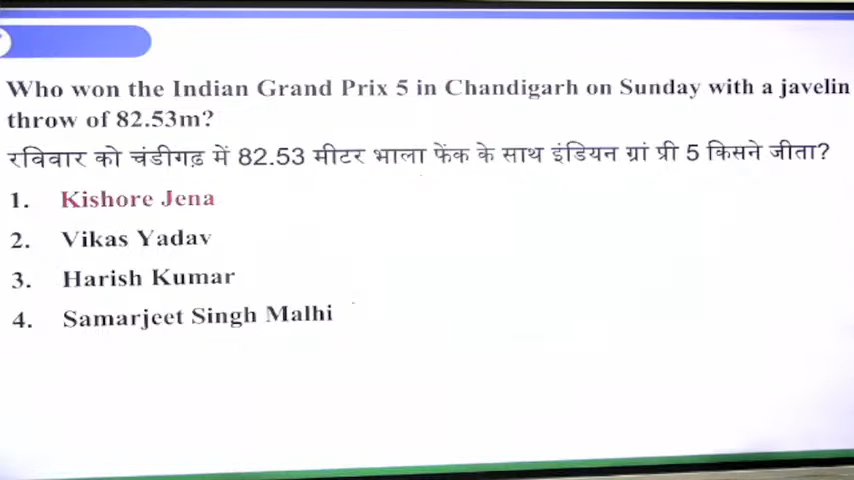 Who won the Indian Grand Prix 5 in Chandigarh on Sunday with a javelin
throw of 82.53m?
रविवार को चंडीगढ़ में 82.53 मीटर भाला फेंक के साथ इंडियन ग्रां प्री 5 किसने जीता?
1. Kishore Jena
2. Vikas Yadav
3. Harish Kumar
4. Samarjeet Singh Malhi